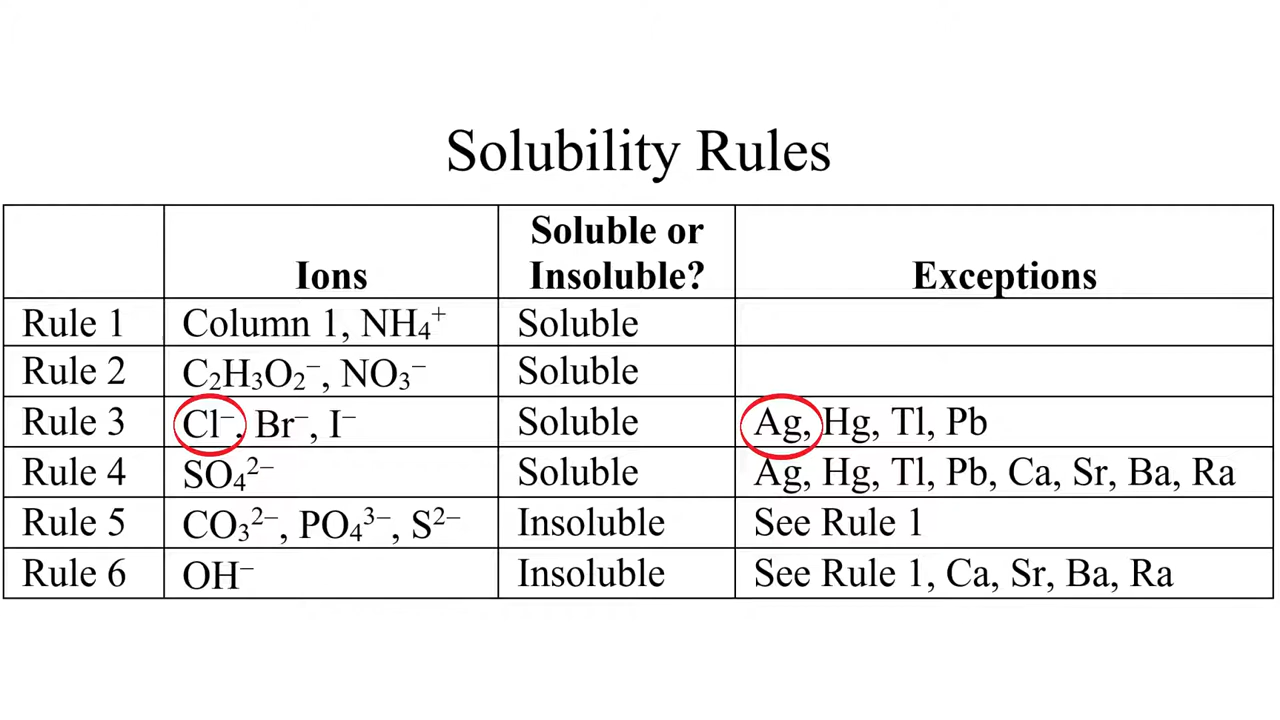 Solubility Rules
Ions Soluble or Insoluble? Exceptions
Rule 1 Column 1, NH₄⁺ Soluble
Rule 2 C₂H₃O₂⁻, NO₃⁻ Soluble
Rule 3 Cl⁻, Br⁻, I⁻ Soluble Ag, Hg, Tl, Pb
Rule 4 SO₄²⁻ Soluble Ag, Hg, Tl, Pb, Ca, Sr, Ba, Ra
Rule 5 CO₃²⁻, PO₄³⁻, S²⁻ Insoluble See Rule 1
Rule 6 OH⁻ Insoluble See Rule 1, Ca, Sr, Ba, Ra